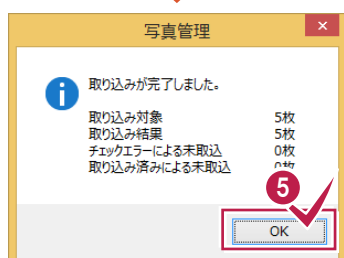 写真管理
取り込みが完了しました。
取り込み対象 5枚
取り込み結果 5枚
チェックエラーによる未取込 0枚
取り込み済みによる未取込 0枚
5
OK